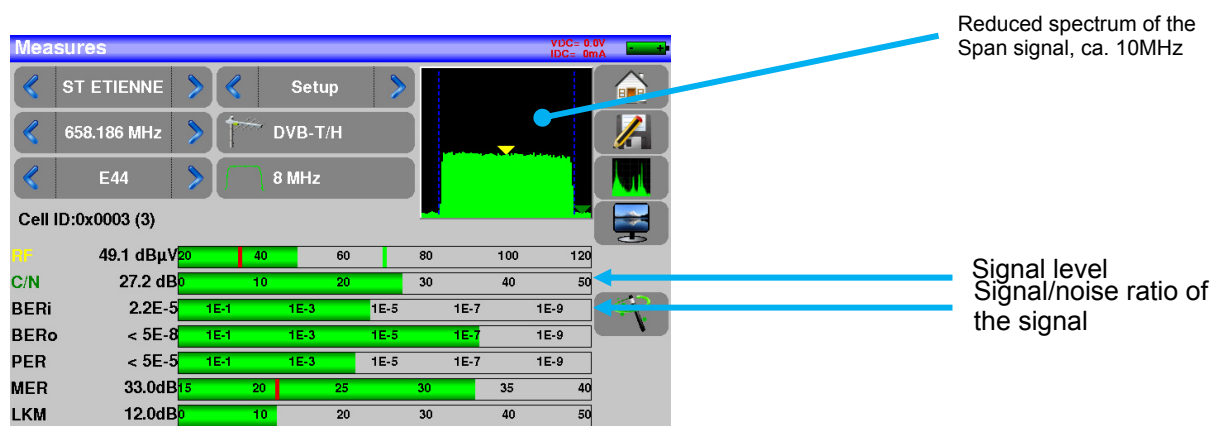 Reduced spectrum of the
Span signal, ca. 10MHz
Measures
VDC= 0.0V
IDC= 0mA
ST ETIENNE Setup
658.186 MHz DVB-T/H
E44 8 MHz
Cell ID:0x0003 (3)
RF 49.1 dBµV 20 40 60 80 100 120
C/N 27.2 dB 0 10 20 30 40 50
BERi 2.2E-5 1E-1 1E-3 1E-5 1E-7 1E-9
BERo < 5E-8 1E-1 1E-3 1E-5 1E-7 1E-9
PER < 5E-5 1E-1 1E-3 1E-5 1E-7 1E-9
MER 33.0dB 15 20 25 30 35 40
LKM 12.0dB 0 10 20 30 40 50
Signal level
Signal/noise ratio of
the signal